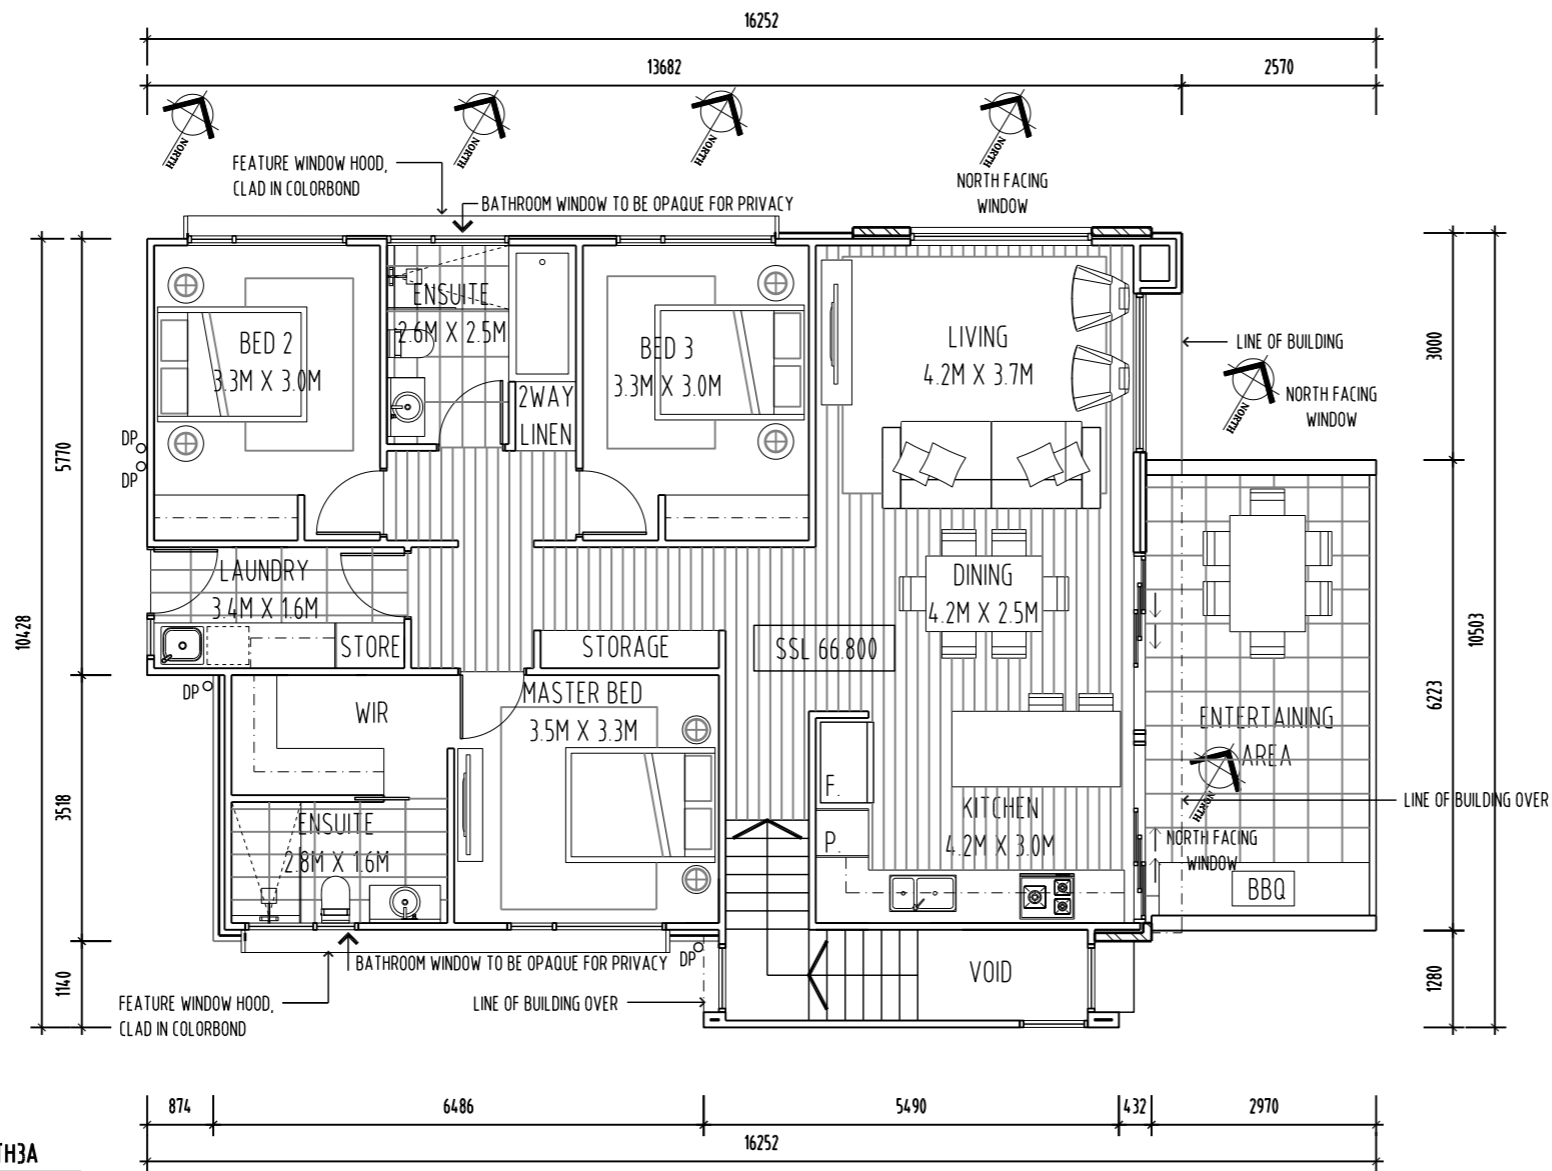 16252
13682
2570
NORTH
NORTH
NORTH
NORTH
FEATURE WINDOW HOOD,
CLAD IN COLORBOND
BATHROOM WINDOW TO BE OPAQUE FOR PRIVACY
NORTH FACING
WINDOW
ENSUITE
2.6M X 2.5M
BED 2
3.3M X 3.0M
BED 3
3.3M X 3.0M
LIVING
4.2M X 3.7M
LINE OF BUILDING
3000
2WAY
LINEN
NORTH
NORTH FACING
WINDOW
DP
DP
5770
LAUNDRY
3.4M X 1.6M
STORE
STORAGE
DINING
4.2M X 2.5M
SSL 66.800
10428
10503
DP
WIR
MASTER BED
3.5M X 3.3M
ENTERTAINING
AREA
6223
F.
P.
KITCHEN
4.2M X 3.0M
NORTH
LINE OF BUILDING OVER
NORTH FACING
WINDOW
BBQ
3518
ENSUITE
2.8M X 1.6M
BATHROOM WINDOW TO BE OPAQUE FOR PRIVACY
DP
VOID
1140
1280
FEATURE WINDOW HOOD,
CLAD IN COLORBOND
LINE OF BUILDING OVER
874
6486
5490
432
2970
16252
TH3A